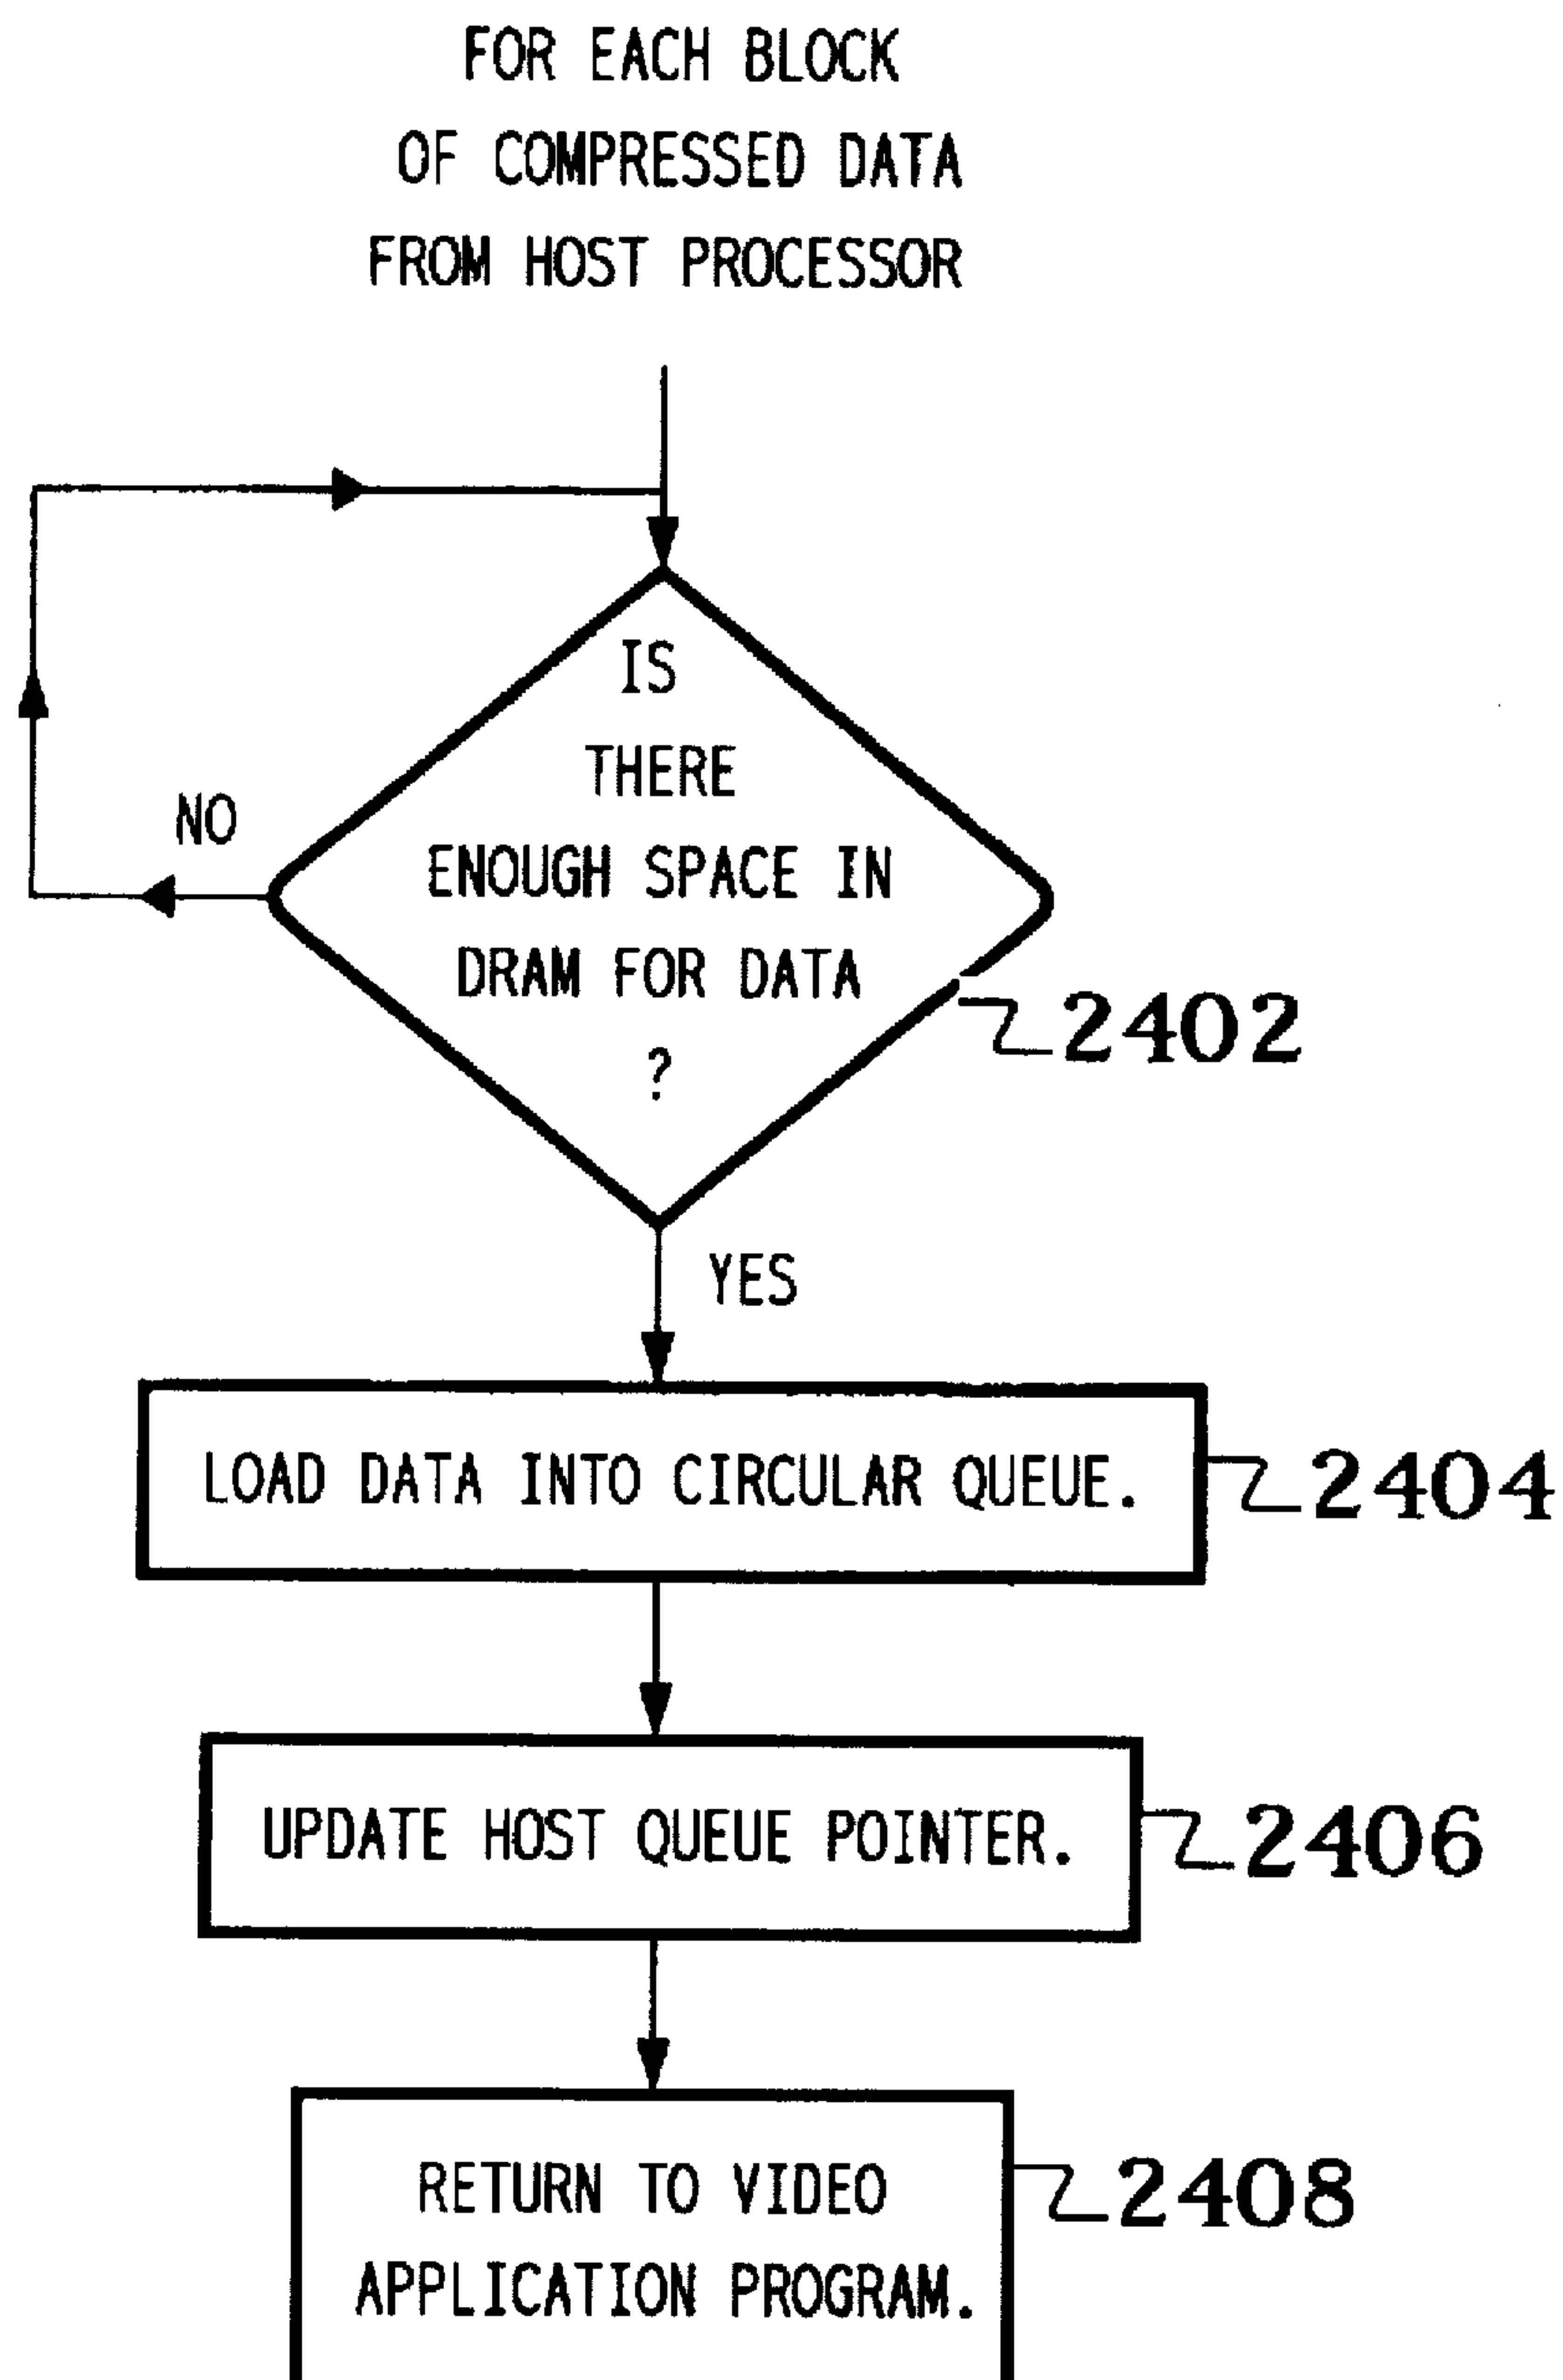 FOR EACH BLOCK
OF COMPRESSED DATA
FROM HOST PROCESSOR
IS
THERE
NO
ENOUGH SPACE IN
DRAM FOR DATA
2402
?
YES
LOAD DATA INTO CIRCULAR QUEUE.
2404
UPDATE HOST QUEUE POINTER.
2406
RETURN TO VIDEO
2408
APPLICATION PROGRAM.